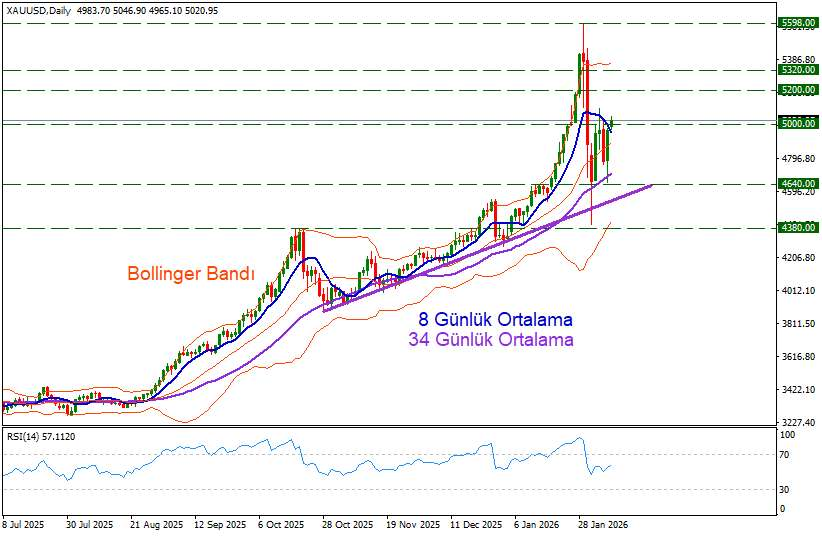 XAUUSD,Daily 4983.70 5046.90 4965.10 5020.95
5598.00
5386.80
5320.00
5200.00
5000.00
4796.80
4640.00
4596.20
4380.00
4206.80
4012.10
3811.50
3616.80
3422.10
3227.40
Bollinger Bandı
8 Günlük Ortalama
34 Günlük Ortalama
RSI(14) 57.1120
100
70
30
0
8 Jul 2025
30 Jul 2025
21 Aug 2025
12 Sep 2025
6 Oct 2025
28 Oct 2025
19 Nov 2025
11 Dec 2025
6 Jan 2026
28 Jan 2026